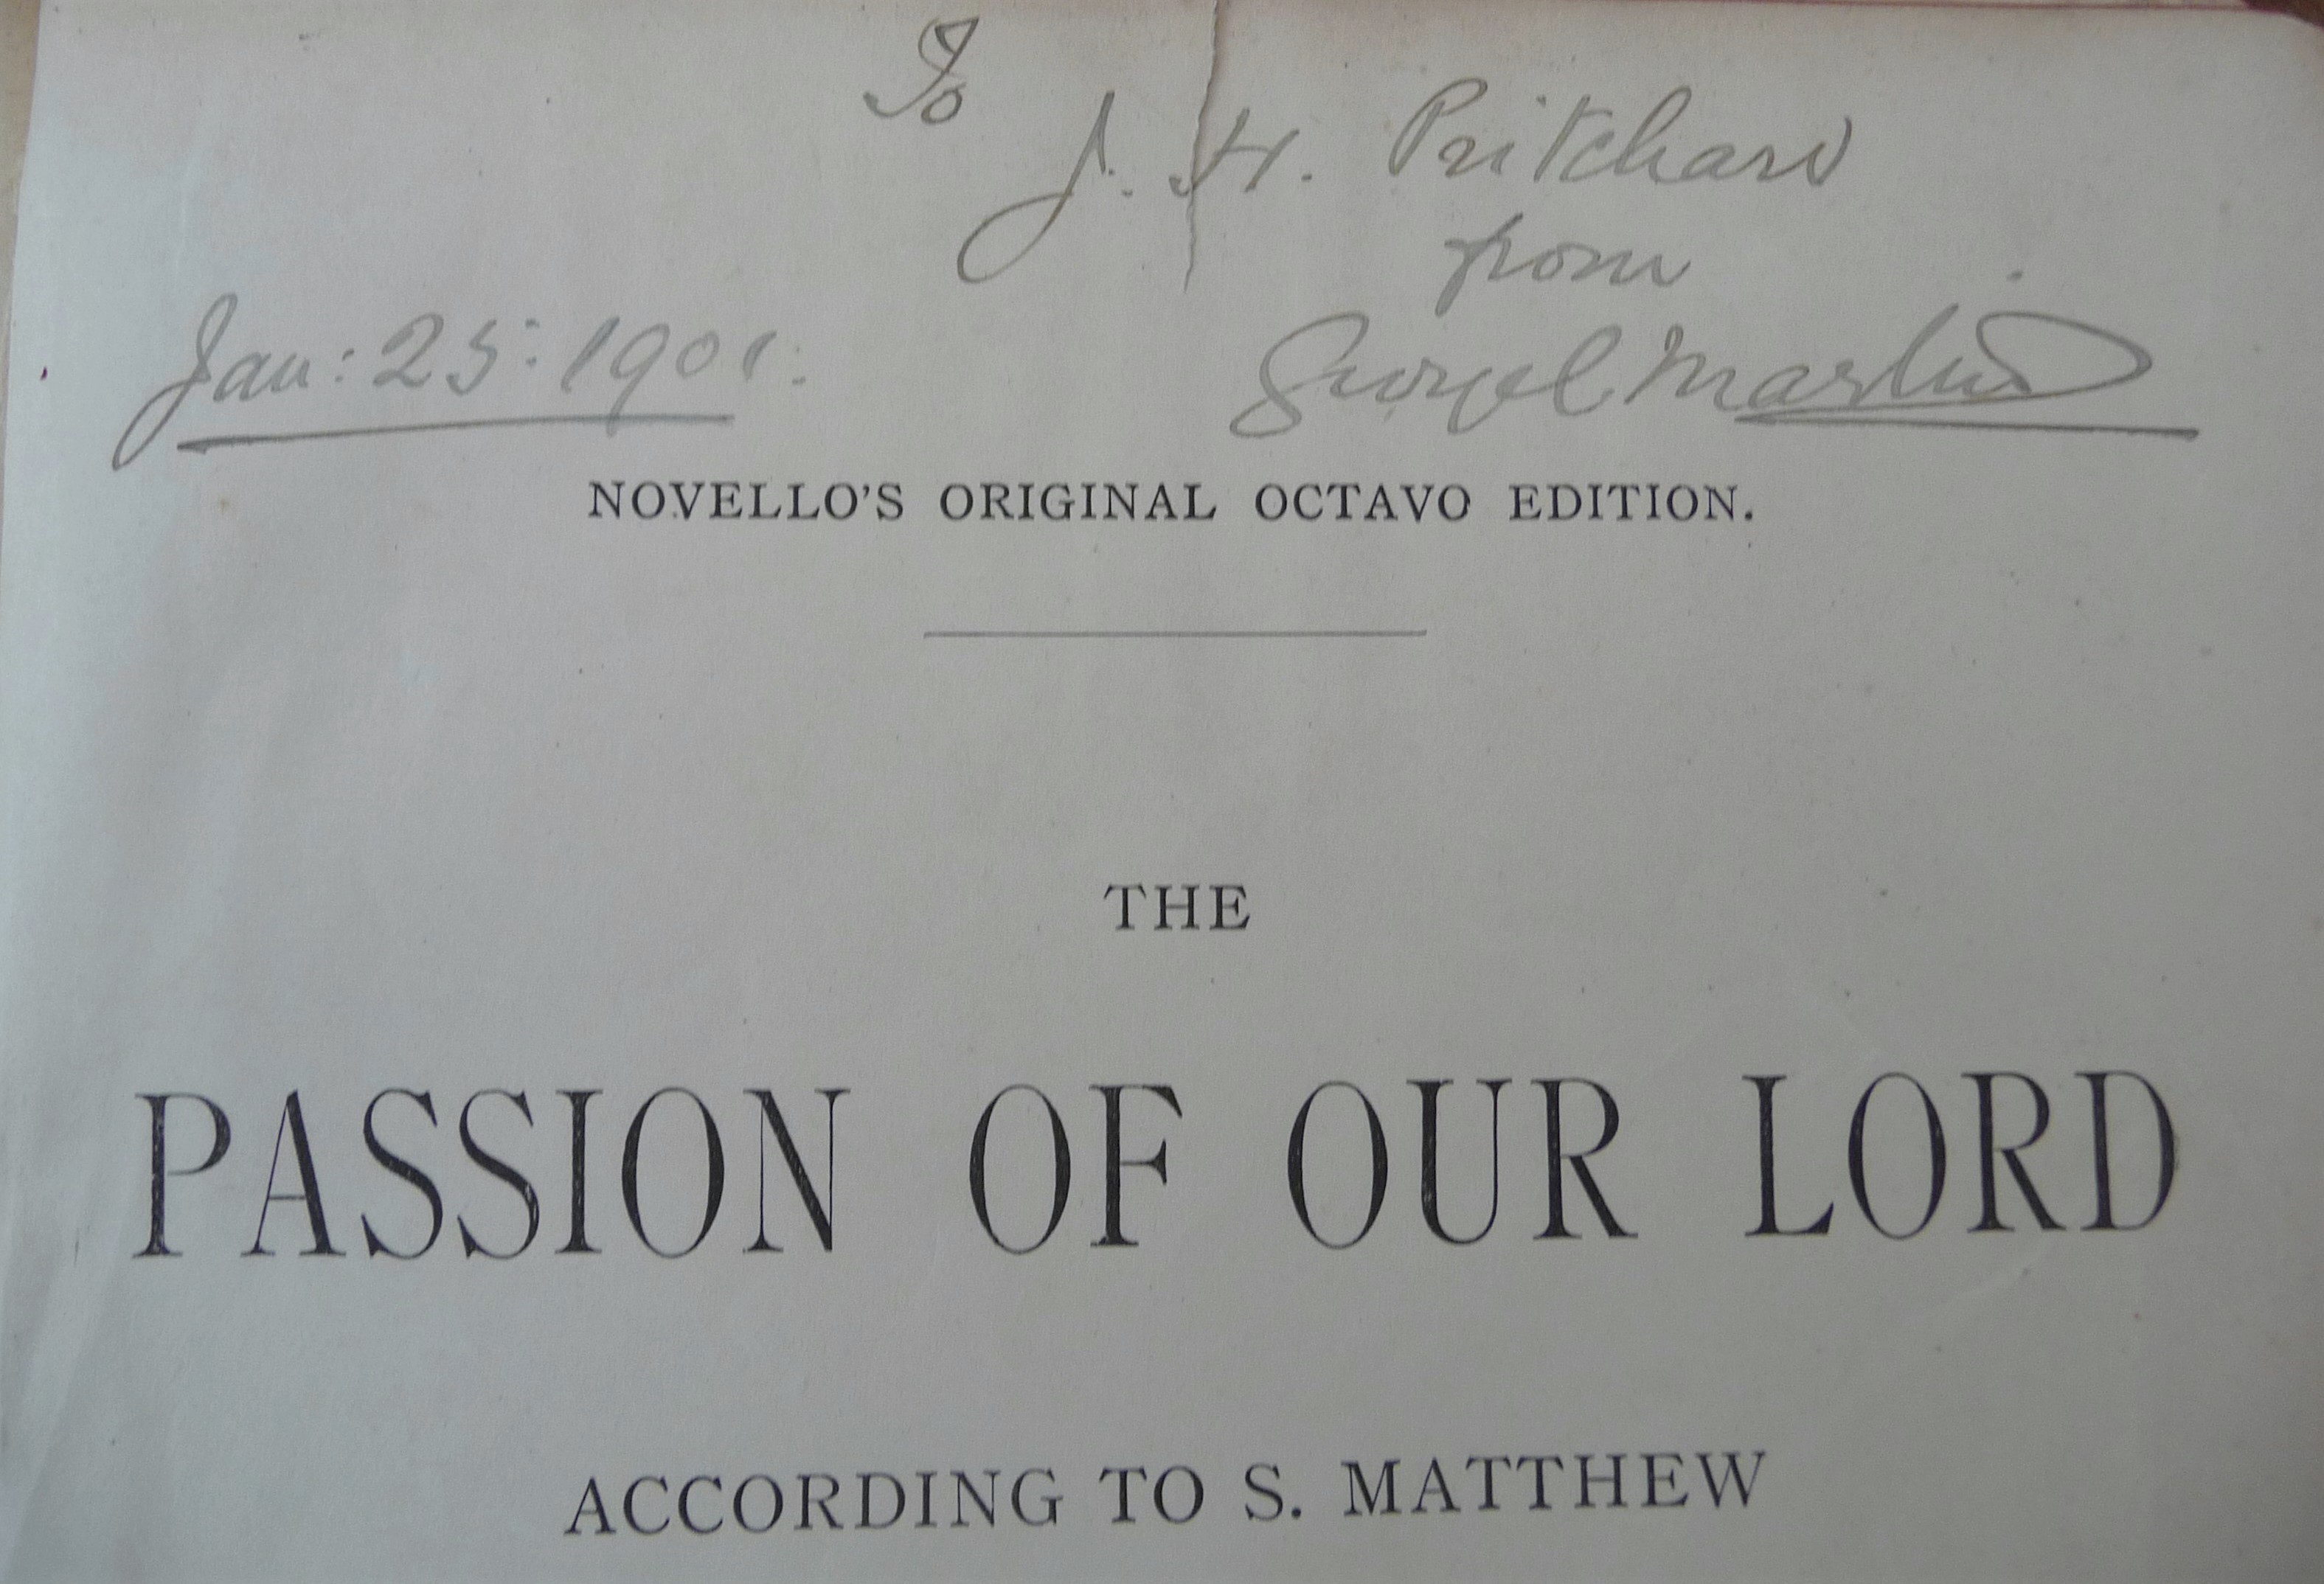 To
J. H. Pritchard
from
Jan: 25: 1901.
George C Martin
NOVELLO'S ORIGINAL OCTAVO EDITION.
THE
PASSION OF OUR LORD
ACCORDING TO S. MATTHEW